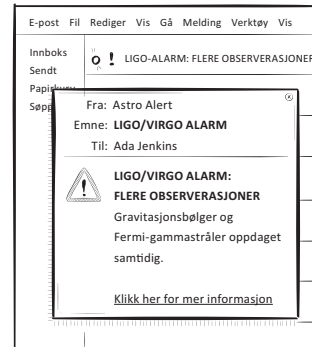 E-post Fil Rediger Vis Gå Melding Verktøy Vis
Innboks
Sendt
Papirkurv
LIGO-ALARM: FLERE OBSERVERASJONER
Fra: Astro Alert
Emne: LIGO/VIRGO ALARM
Til: Ada Jenkins
LIGO/VIRGO ALARM:
FLERE OBSERVERASJONER
Gravitasjonsbølger og
Fermi-gammastråler oppdaget
samtidig.
Klikk her for mer informasjon